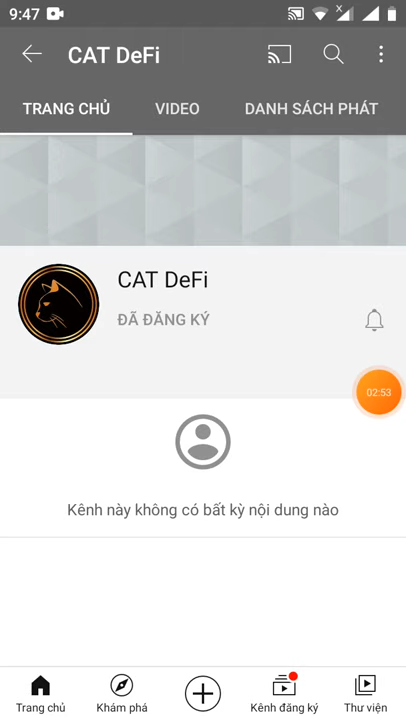 9:47
CAT DeFi
TRANG CHỦ VIDEO DANH SÁCH PHÁT
CAT DeFi
ĐÃ ĐĂNG KÝ
02:53
Kênh này không có bất kỳ nội dung nào
Trang chủ Khám phá Kênh đăng ký Thư viện